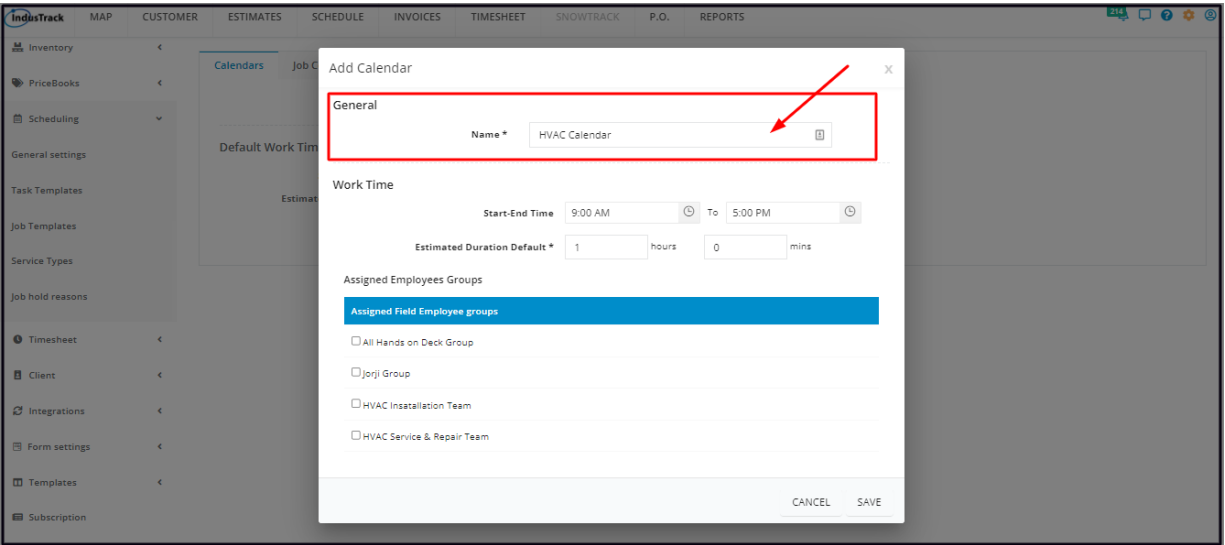 IndusTrack MAP CUSTOMER ESTIMATES SCHEDULE INVOICES TIMESHEET SNOWTRACK P.O. REPORTS 214
Inventory
PriceBooks
Scheduling
General settings
Task Templates
Job Templates
Service Types
Job hold reasons
Timesheet
Client
Integrations
Form settings
Templates
Subscription
Calendars Job C
Default Work Tim
Estimat
Add Calendar x
General
Name * HVAC Calendar
Work Time
Start-End Time 9:00 AM To 5:00 PM
Estimated Duration Default * 1 hours 0 mins
Assigned Employees Groups
Assigned Field Employee groups
All Hands on Deck Group
Jorji Group
HVAC Insatallation Team
HVAC Service & Repair Team
CANCEL SAVE